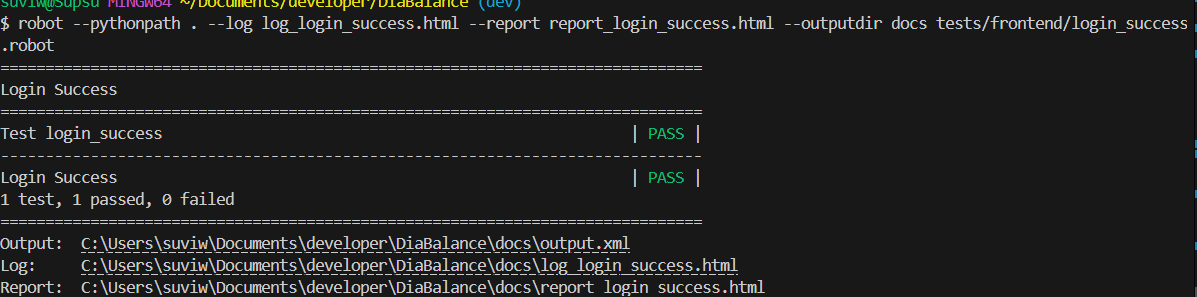 suviw@Supsu MINGW64 ~/Documents/developer/DiaBalance (dev)
$ robot --pythonpath . --log log_login_success.html --report report_login_success.html --outputdir docs tests/frontend/login_success
.robot
==============================================================================
Login Success
==============================================================================
Test login_success | PASS |
------------------------------------------------------------------------------
Login Success | PASS |
1 test, 1 passed, 0 failed
==============================================================================
Output: C:\Users\suviw\Documents\developer\DiaBalance\docs\output.xml
Log: C:\Users\suviw\Documents\developer\DiaBalance\docs\log_login_success.html
Report: C:\Users\suviw\Documents\developer\DiaBalance\docs\report_login_success.html